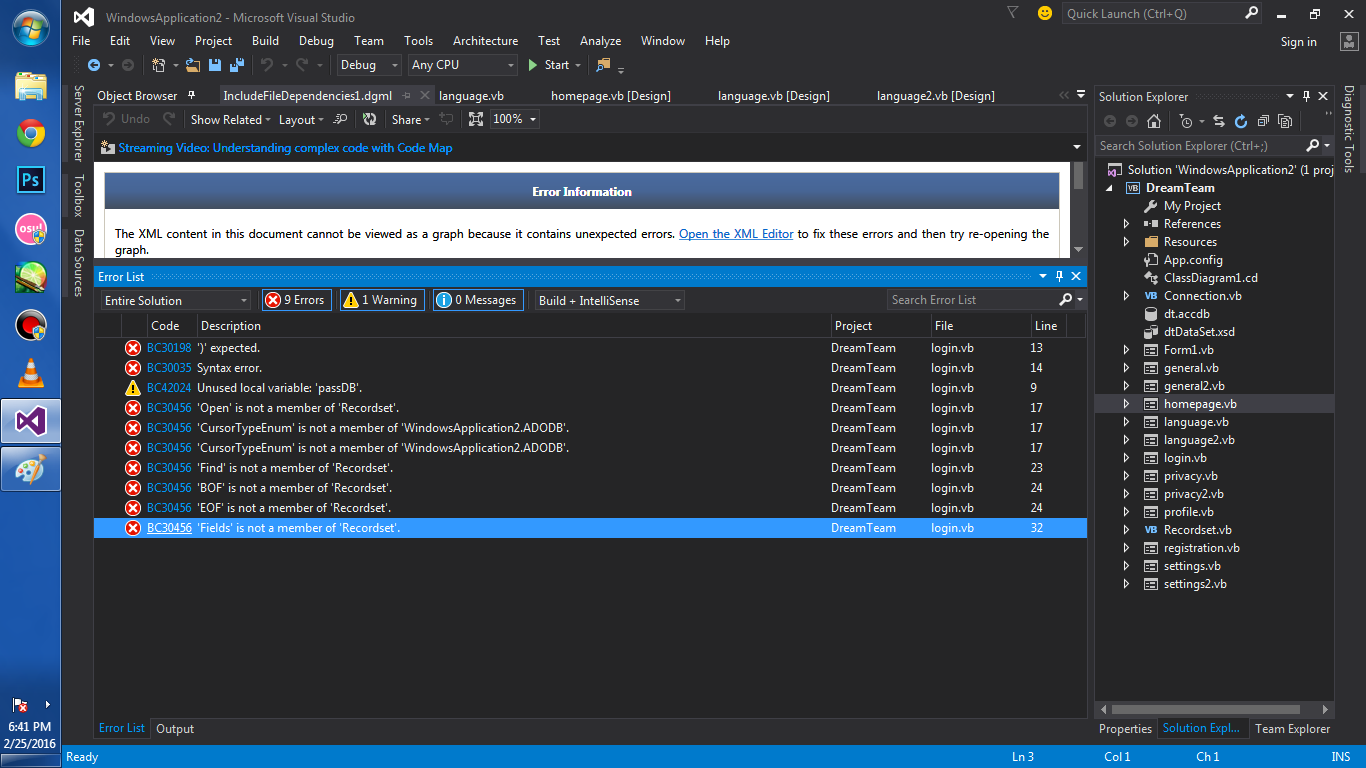 WindowsApplication2 - Microsoft Visual Studio
Quick Launch (Ctrl+Q)
File Edit View Project Build Debug Team Tools Architecture Test Analyze Window Help
Sign in
Debug Any CPU Start
Object Browser IncludeFileDependencies1.dgml language.vb homepage.vb [Design] language.vb [Design] language2.vb [Design]
Undo Show Related Layout Share 100%
Streaming Video: Understanding complex code with Code Map
Error Information
The XML content in this document cannot be viewed as a graph because it contains unexpected errors. Open the XML Editor to fix these errors and then try re-opening the
graph.
Error List
Entire Solution 9 Errors 1 Warning 0 Messages Build + IntelliSense Search Error List
Code Description Project File Line
BC30198 ')' expected. DreamTeam login.vb 13
BC30035 Syntax error. DreamTeam login.vb 14
BC42024 Unused local variable: 'passDB'. DreamTeam login.vb 9
BC30456 'Open' is not a member of 'Recordset'. DreamTeam login.vb 17
BC30456 'CursorTypeEnum' is not a member of 'WindowsApplication2.ADODB'. DreamTeam login.vb 17
BC30456 'CursorTypeEnum' is not a member of 'WindowsApplication2.ADODB'. DreamTeam login.vb 17
BC30456 'Find' is not a member of 'Recordset'. DreamTeam login.vb 23
BC30456 'BOF' is not a member of 'Recordset'. DreamTeam login.vb 24
BC30456 'EOF' is not a member of 'Recordset'. DreamTeam login.vb 24
BC30456 'Fields' is not a member of 'Recordset'. DreamTeam login.vb 32
Error List Output
Server Explorer
Toolbox
Data Sources
Solution Explorer
Search Solution Explorer (Ctrl+;)
Solution 'WindowsApplication2' (1 proj
VB DreamTeam
My Project
References
Resources
App.config
ClassDiagram1.cd
VB Connection.vb
dt.accdb
dtDataSet.xsd
Form1.vb
general.vb
general2.vb
homepage.vb
language.vb
language2.vb
login.vb
privacy.vb
privacy2.vb
profile.vb
VB Recordset.vb
registration.vb
settings.vb
settings2.vb
Properties Solution Expl... Team Explorer
Diagnostic Tools
Ps
osu!
6:41 PM
2/25/2016
Ready Ln 3 Col 1 Ch 1 INS